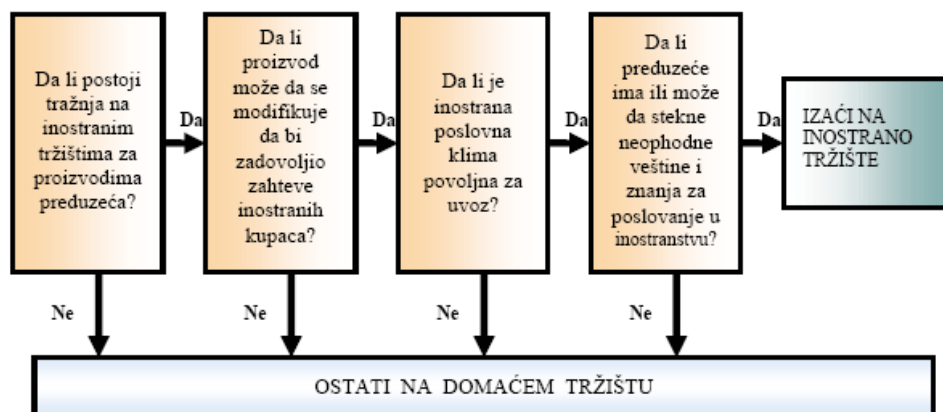 Da li postoji
tražnja na
inostranim
tržištima za
proizvodima
preduzeća?
Da
Da li
proizvod
može da se
modifikuje
da bi
zadovoljio
zahteve
inostranih
kupaca?
Da
Da li je
inostrana
poslovna
klima
povoljna za
uvoz?
Da
Da li
preduzeće
ima ili može
da stekne
neophodne
veštine i
znanja za
poslovanje u
inostranstvu?
Da
IZAĆI NA
INOSTRANO
TRŽIŠTE
Ne
Ne
Ne
Ne
OSTATI NA DOMAĆEM TRŽIŠTU